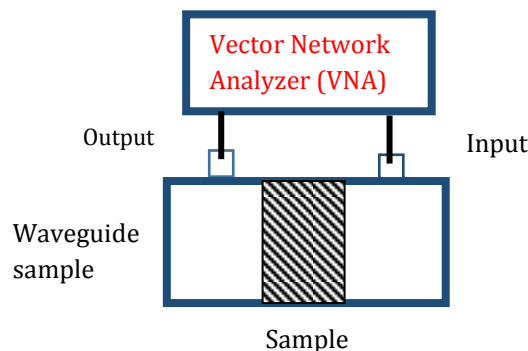 Vector Network
Analyzer (VNA)
Output
Input
Waveguide
sample
Sample